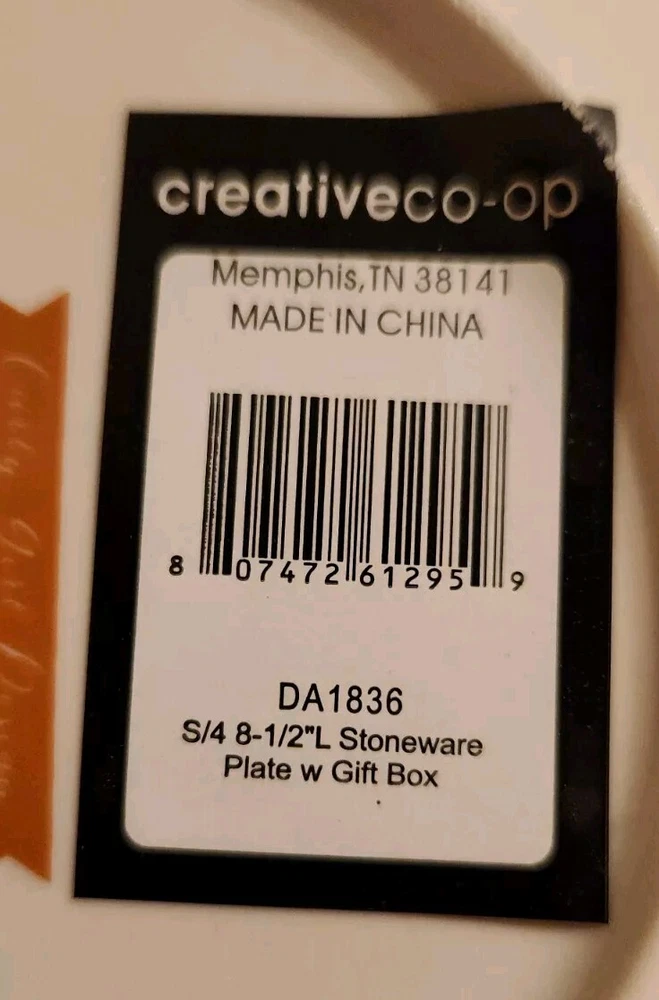 creativeco-op
Memphis, TN 38141
MADE IN CHINA
8 07472 61295 9
DA1836
S/4 8-1/2"L Stoneware
Plate w Gift Box